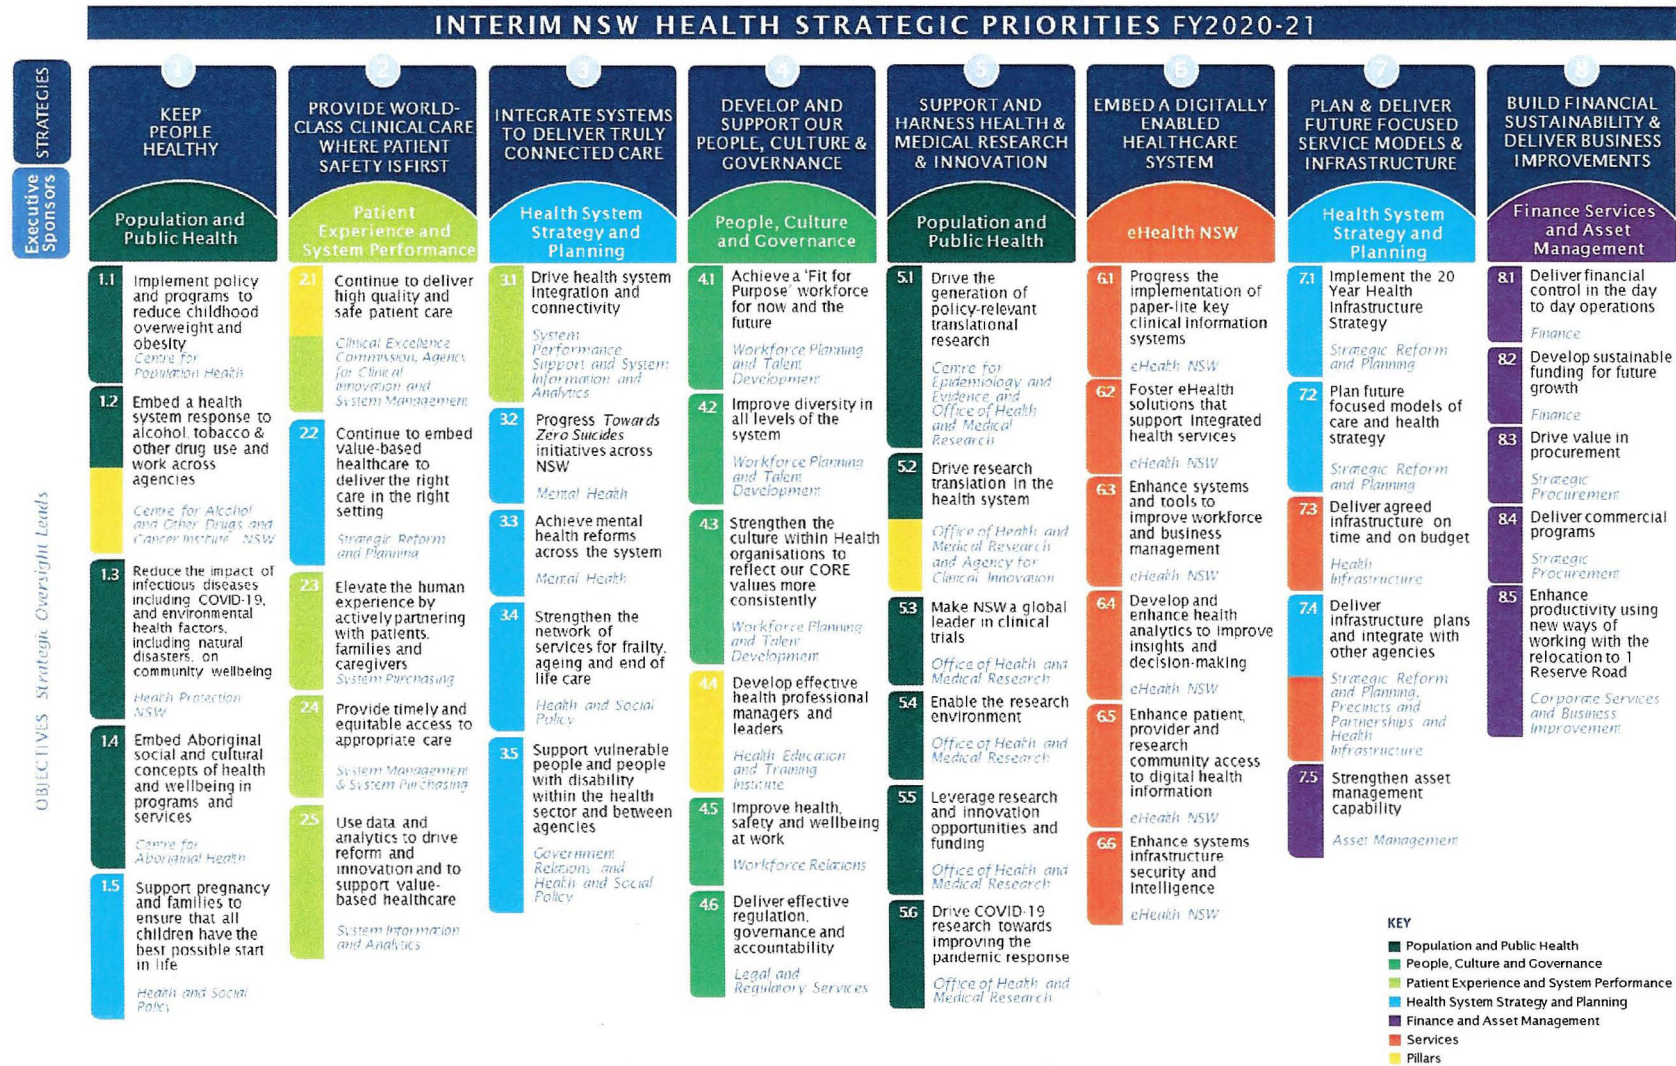 INTERIM NSW HEALTH STRATEGIC PRIORITIES FY2020-21
STRATEGIES
Executive
Sponsors
OBJECTIVES Strategic Oversight Leads
1
KEEP
PEOPLE
HEALTHY
Population and
Public Health
1.1 Implement policy
and programs to
reduce childhood
overweight and
obesity
Centre for
Population Health
1.2 Embed a health
system response to
alcohol, tobacco &
other drug use and
work across
agencies
Centre for Alcohol
and Other Drugs and
Cancer Institute NSW
1.3 Reduce the impact of
infectious diseases
including COVID-19,
and environmental
health factors,
including natural
disasters, on
community wellbeing
Health Protection
NSW
1.4 Embed Aboriginal
social and cultural
concepts of health
and wellbeing in
programs and
services
Centre for
Aboriginal Health
1.5 Support pregnancy
and families to
ensure that all
children have the
best possible start
in life
Health and Social
Policy
2
PROVIDE WORLD-
CLASS CLINICAL CARE
WHERE PATIENT
SAFETY IS FIRST
Patient
Experience and
System Performance
2.1 Continue to deliver
high quality and
safe patient care
Clinical Excellence
Commission, Agency
for Clinical
Innovation and
System Management
2.2 Continue to embed
value-based
healthcare to
deliver the right
care in the right
setting
Strategic Reform
and Planning
2.3 Elevate the human
experience by
actively partnering
with patients,
families and
caregivers
System Purchasing
2.4 Provide timely and
equitable access to
appropriate care
System Management
& System Purchasing
2.5 Use data and
analytics to drive
reform and
innovation and to
support value-
based healthcare
System Information
and Analytics
3
INTEGRATE SYSTEMS
TO DELIVER TRULY
CONNECTED CARE
Health System
Strategy and
Planning
3.1 Drive health system
integration and
connectivity
System
Performance
Support and System
Information and
Analytics
3.2 Progress Towards
Zero Suicides
initiatives across
NSW
Mental Health
3.3 Achieve mental
health reforms
across the system
Mental Health
3.4 Strengthen the
network of
services for frailty,
ageing and end of
life care
Health and Social
Policy
3.5 Support vulnerable
people and people
with disability
within the health
sector and between
agencies
Government
Relations and
Health and Social
Policy
4
DEVELOP AND
SUPPORT OUR
PEOPLE, CULTURE &
GOVERNANCE
People, Culture
and Governance
4.1 Achieve a 'Fit for
Purpose' workforce
for now and the
future
Workforce Planning
and Talent
Development
4.2 Improve diversity in
all levels of the
system
Workforce Planning
and Talent
Development
4.3 Strengthen the
culture within Health
organisations to
reflect our CORE
values more
consistently
Workforce Planning
and Talent
Development
4.4 Develop effective
health professional
managers and
leaders
Health Education
and Training
Institute
4.5 Improve health,
safety and wellbeing
at work
Workforce Relations
4.6 Deliver effective
regulation,
governance and
accountability
Legal and
Regulatory Services
5
SUPPORT AND
HARNESS HEALTH &
MEDICAL RESEARCH
& INNOVATION
Population and
Public Health
5.1 Drive the
generation of
policy-relevant
translational
research
Centre for
Epidemiology and
Evidence and
Office of Health
and Medical
Research
5.2 Drive research
translation in the
health system
Office of Health and
Medical Research
and Agency for
Clinical Innovation
5.3 Make NSW a global
leader in clinical
trials
Office of Health and
Medical Research
5.4 Enable the research
environment
Office of Health and
Medical Research
5.5 Leverage research
and innovation
opportunities and
funding
Office of Health and
Medical Research
5.6 Drive COVID-19
research towards
improving the
pandemic response
Office of Health and
Medical Research
6
EMBED A DIGITALLY
ENABLED
HEALTHCARE
SYSTEM
eHealth NSW
6.1 Progress the
implementation of
paper-lite key
clinical information
systems
eHealth NSW
6.2 Foster eHealth
solutions that
support integrated
health services
eHealth NSW
6.3 Enhance systems
and tools to
improve workforce
and business
management
eHealth NSW
6.4 Develop and
enhance health
analytics to improve
insights and
decision-making
eHealth NSW
6.5 Enhance patient,
provider and
research
community access
to digital health
information
eHealth NSW
6.6 Enhance systems
infrastructure
security and
intelligence
eHealth NSW
7
PLAN & DELIVER
FUTURE FOCUSED
SERVICE MODELS &
INFRASTRUCTURE
Health System
Strategy and
Planning
7.1 Implement the 20
Year Health
Infrastructure
Strategy
Strategic Reform
and Planning
7.2 Plan future
focused models of
care and health
strategy
Strategic Reform
and Planning
7.3 Deliver agreed
infrastructure on
time and on budget
Health
Infrastructure
7.4 Deliver
infrastructure plans
and integrate with
other agencies
Strategic Reform
and Planning,
Precincts and
Partnerships and
Health
Infrastructure
7.5 Strengthen asset
management
capability
Asset Management
8
BUILD FINANCIAL
SUSTAINABILITY &
DELIVER BUSINESS
IMPROVEMENTS
Finance Services
and Asset
Management
8.1 Deliver financial
control in the day
to day operations
Finance
8.2 Develop sustainable
funding for future
growth
Finance
8.3 Drive value in
procurement
Strategic
Procurement
8.4 Deliver commercial
programs
Strategic
Procurement
8.5 Enhance
productivity using
new ways of
working with the
relocation to 1
Reserve Road
Corporate Services
and Business
Improvement
KEY
Population and Public Health
People, Culture and Governance
Patient Experience and System Performance
Health System Strategy and Planning
Finance and Asset Management
Services
Pillars